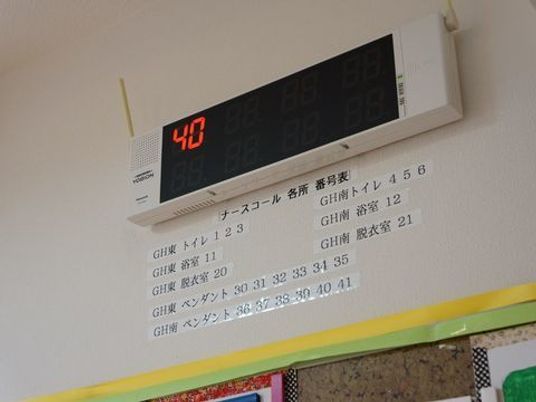 40
YOBION
ナースコール 各所 番号表
GH東 トイレ 1 2 3
GH南トイレ 4 5 6
GH東 浴室 11
GH南 浴室 12
GH東 脱衣室 20
GH南 脱衣室 21
GH東 ペンダント 30 31 32 33 34 35
GH南 ペンダント 36 37 38 39 40 41